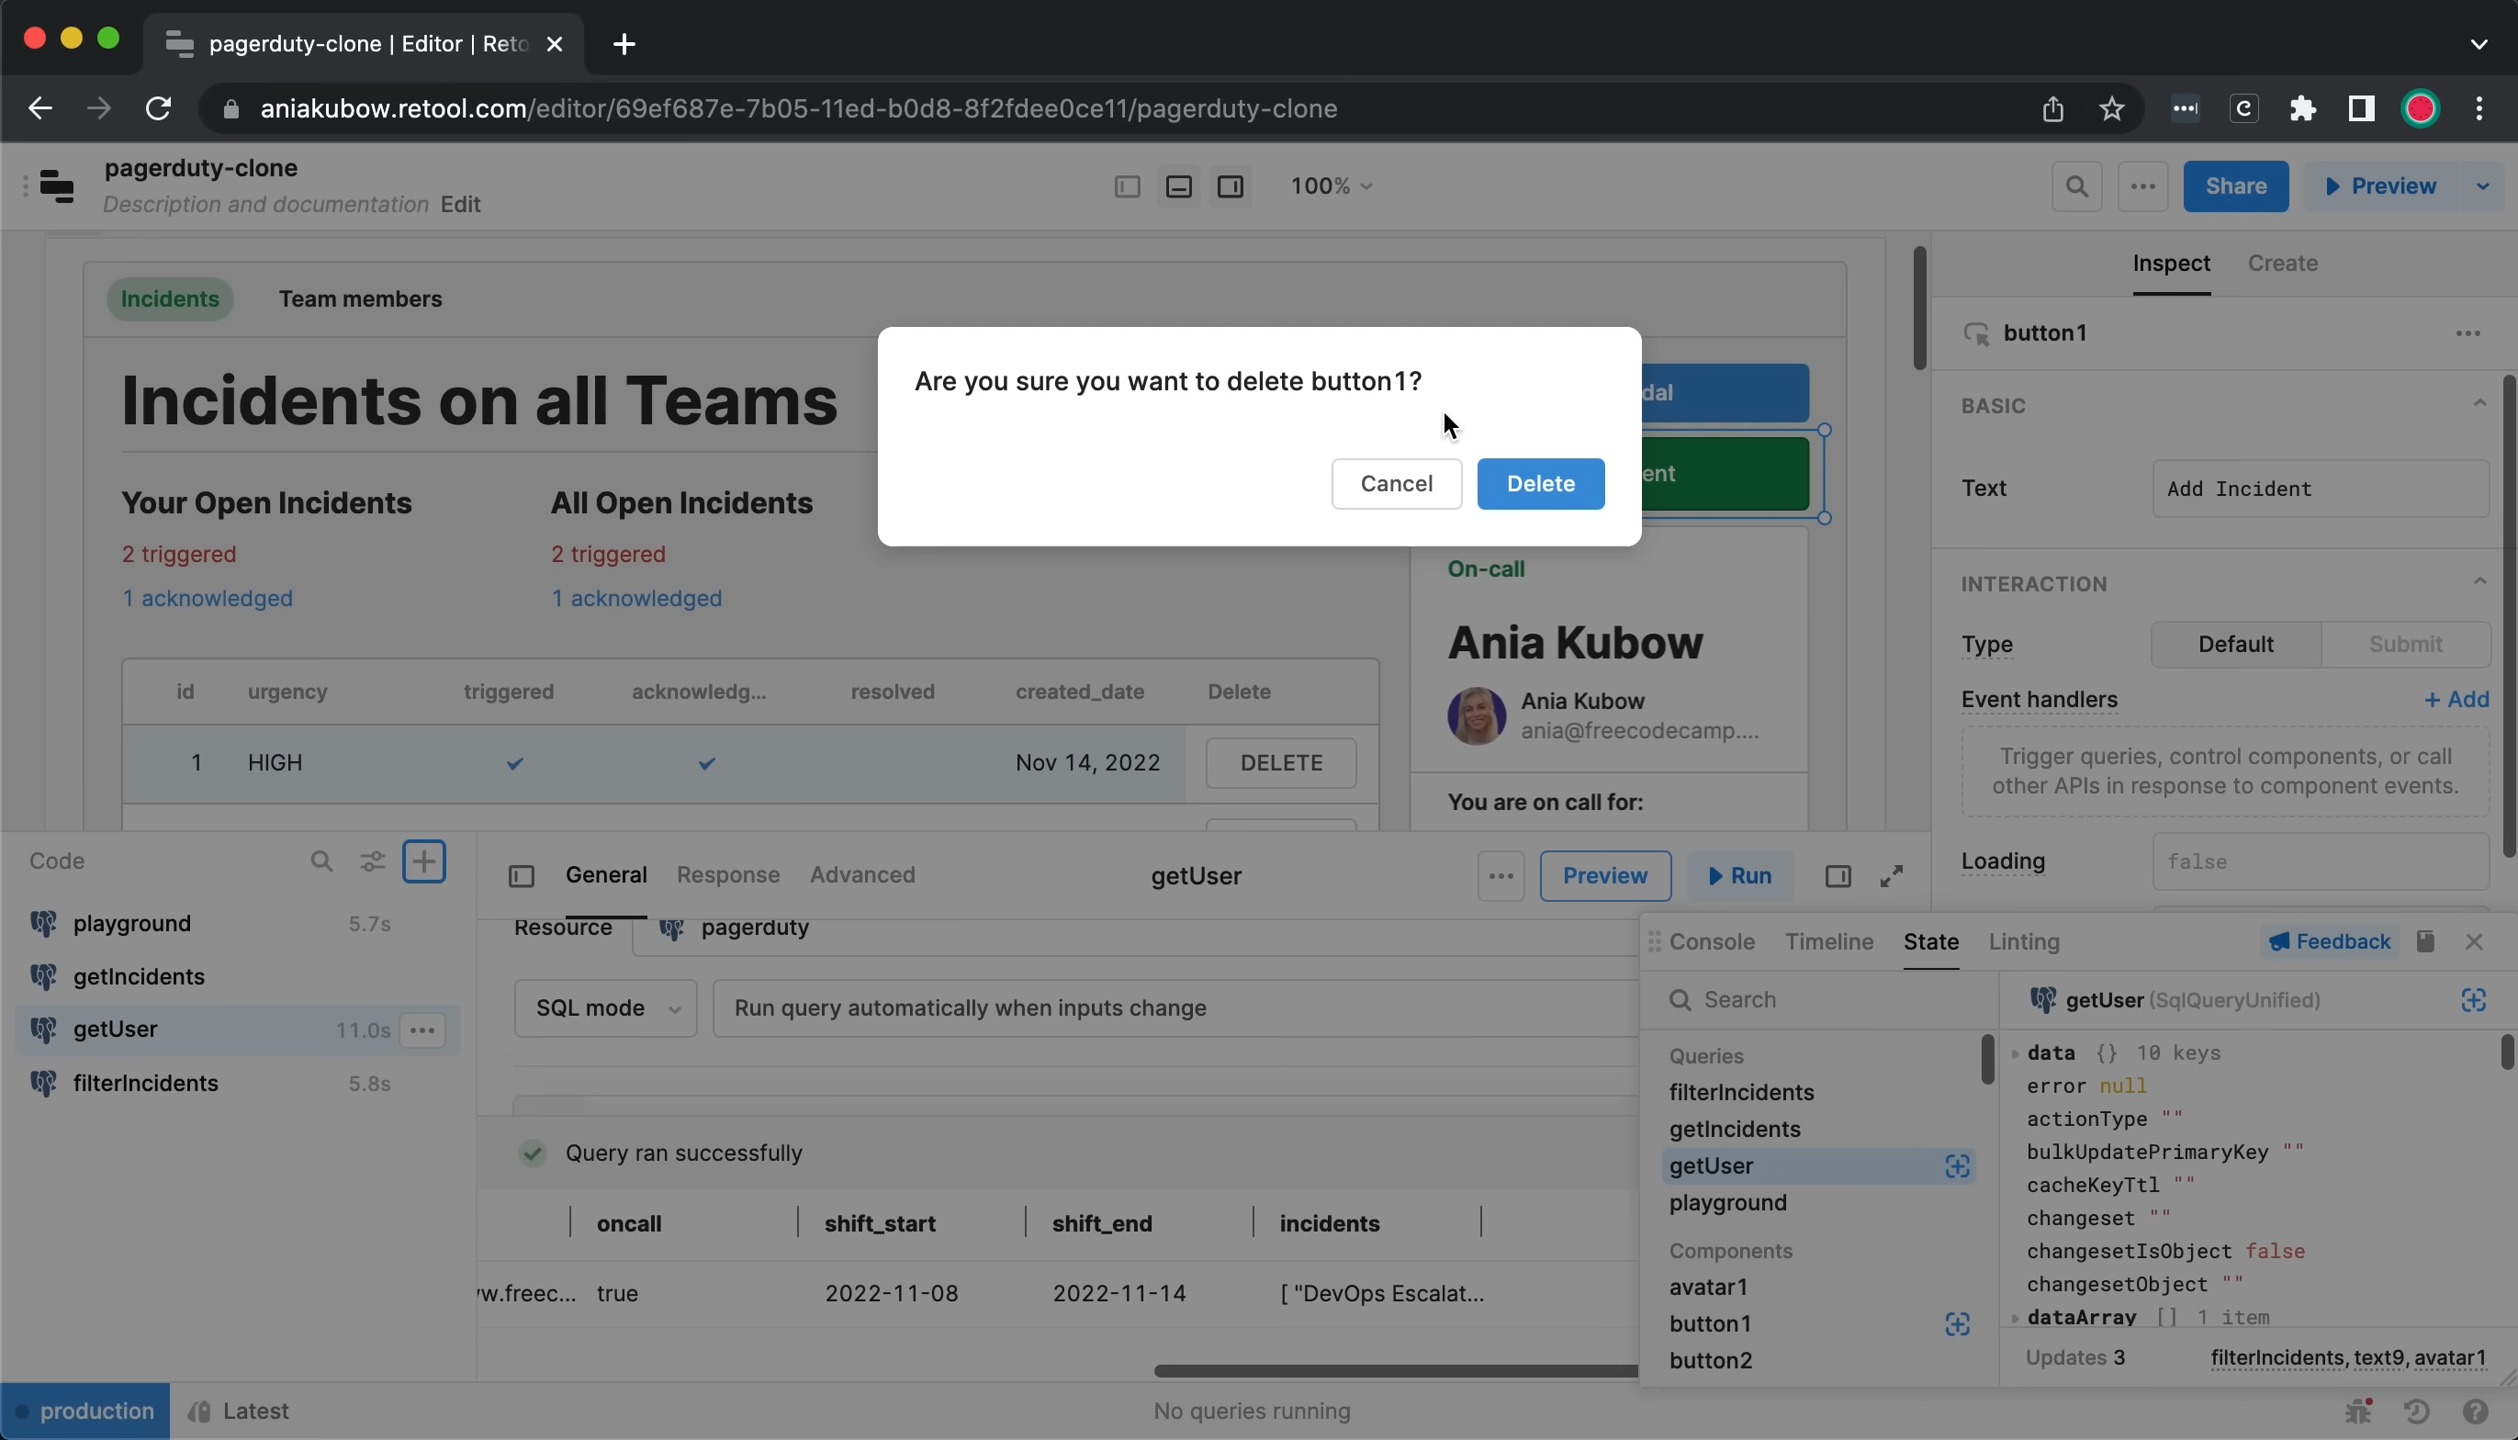 pagerduty-clone | Editor | Reto
aniakubow.retool.com/editor/69ef687e-7b05-11ed-b0d8-8f2fdee0ce11/pagerduty-clone
pagerduty-clone
Description and documentation Edit
100%
Share
Preview
Incidents
Team members
Incidents on all Teams
Your Open Incidents
2 triggered
1 acknowledged
All Open Incidents
2 triggered
1 acknowledged
Are you sure you want to delete button1?
Cancel
Delete
dal
ent
id urgency triggered acknowledg... resolved created_date Delete
1 HIGH Nov 14, 2022 DELETE
On-call
Ania Kubow
Ania Kubow
ania@freecodecamp....
You are on call for:
Inspect
Create
button1
BASIC
Text Add Incident
INTERACTION
Type Default Submit
Event handlers + Add
Trigger queries, control components, or call
other APIs in response to component events.
Loading false
Code
playground 5.7s
getIncidents
getUser 11.0s
filterIncidents 5.8s
General Response Advanced
getUser
Preview
Run
Resource pagerduty
SQL mode
Run query automatically when inputs change
Query ran successfully
oncall shift_start shift_end incidents
w.freec... true 2022-11-08 2022-11-14 [ "DevOps Escalat...
Console Timeline State Linting
Feedback
Search
Queries
filterIncidents
getIncidents
getUser
playground
Components
avatar1
button1
button2
getUser (SqlQueryUnified)
data {} 10 keys
error null
actionType ""
bulkUpdatePrimaryKey ""
cacheKeyTtl ""
changeset ""
changesetIsObject false
changesetObject ""
dataArray [] 1 item
Updates 3 filterIncidents, text9, avatar1
production
Latest
No queries running